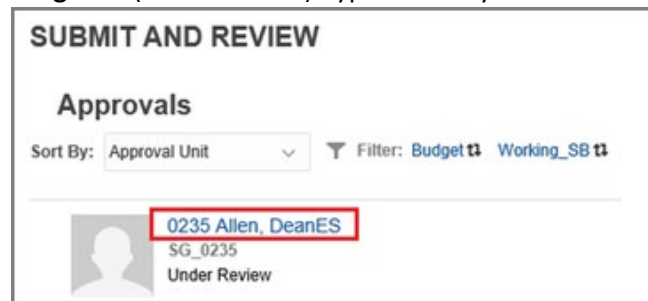 SUBMIT AND REVIEW
Approvals
Sort By: Approval Unit Filter: Budget Working_SB
0235 Allen, DeanES
SG_0235
Under Review